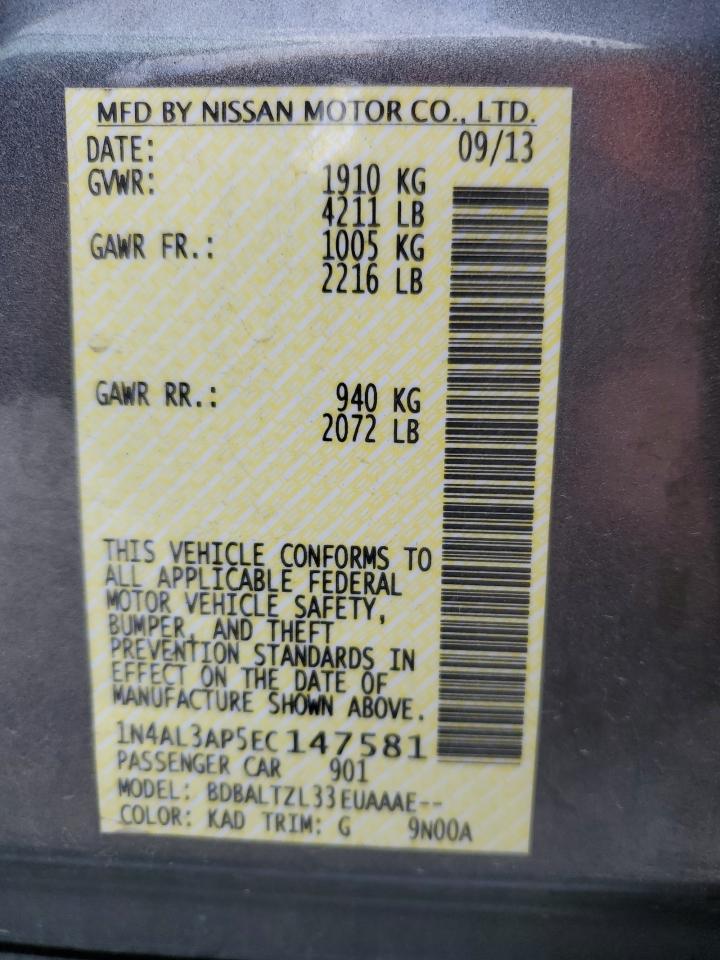 MFD BY NISSAN MOTOR CO., LTD.
DATE: 09/13
GVWR: 1910 KG
4211 LB
GAWR FR.: 1005 KG
2216 LB
GAWR RR.: 940 KG
2072 LB
THIS VEHICLE CONFORMS TO
ALL APPLICABLE FEDERAL
MOTOR VEHICLE SAFETY,
BUMPER, AND THEFT
PREVENTION STANDARDS IN
EFFECT ON THE DATE OF
MANUFACTURE SHOWN ABOVE.
1N4AL3AP5EC147581
PASSENGER CAR 901
MODEL: BDBALTZL33EUAAAE--
COLOR: KAD TRIM: G 9N00A